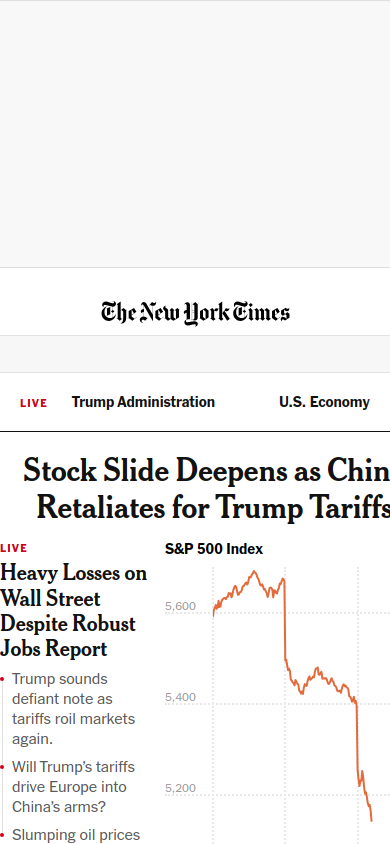 The New York Times
LIVE Trump Administration U.S. Economy
Stock Slide Deepens as Chin
Retaliates for Trump Tariffs
LIVE
Heavy Losses on
Wall Street
Despite Robust
Jobs Report
Trump sounds
defiant note as
tariffs roil markets
again.
Will Trump’s tariffs
drive Europe into
China’s arms?
Slumping oil prices
S&P 500 Index
5,600
5,400
5,200